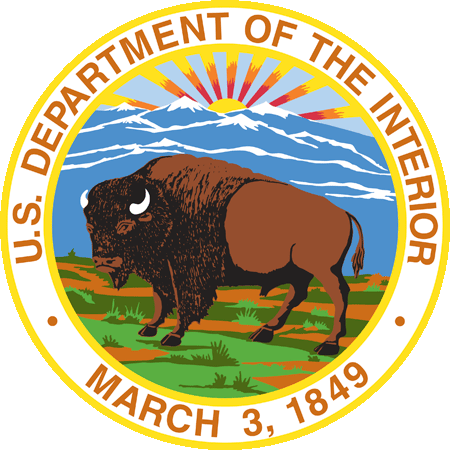 U.S. DEPARTMENT OF THE INTERIOR
MARCH 3, 1849